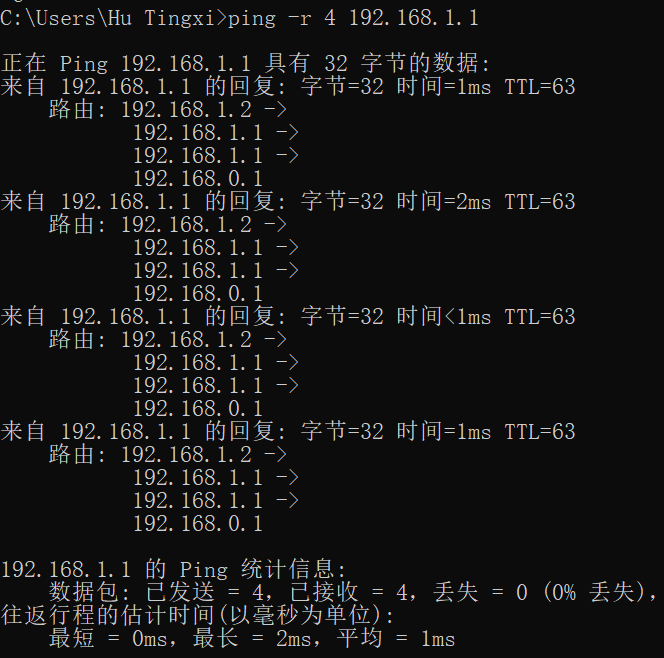 C:\Users\Hu Tingxi>ping -r 4 192.168.1.1
正在 Ping 192.168.1.1 具有 32 字节的数据:
来自 192.168.1.1 的回复: 字节=32 时间=1ms TTL=63
路由: 192.168.1.2 ->
192.168.1.1 ->
192.168.1.1 ->
192.168.0.1
来自 192.168.1.1 的回复: 字节=32 时间=2ms TTL=63
路由: 192.168.1.2 ->
192.168.1.1 ->
192.168.1.1 ->
192.168.0.1
来自 192.168.1.1 的回复: 字节=32 时间<1ms TTL=63
路由: 192.168.1.2 ->
192.168.1.1 ->
192.168.1.1 ->
192.168.0.1
来自 192.168.1.1 的回复: 字节=32 时间=1ms TTL=63
路由: 192.168.1.2 ->
192.168.1.1 ->
192.168.1.1 ->
192.168.0.1
192.168.1.1 的 Ping 统计信息:
数据包: 已发送 = 4，已接收 = 4，丢失 = 0 (0% 丢失)，
往返行程的估计时间(以毫秒为单位):
最短 = 0ms，最长 = 2ms，平均 = 1ms